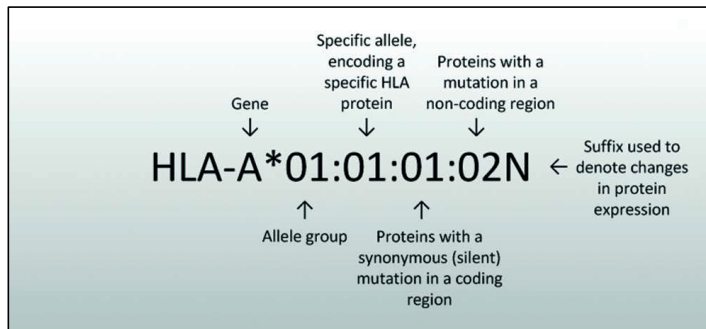 Gene
Specific allele,
encoding a
specific HLA
protein
Proteins with a
mutation in a
non-coding region
HLA-A*01:01:01:02N
← Suffix used to
denote changes
in protein
expression
Allele group
Proteins with a
synonymous (silent)
mutation in a coding
region